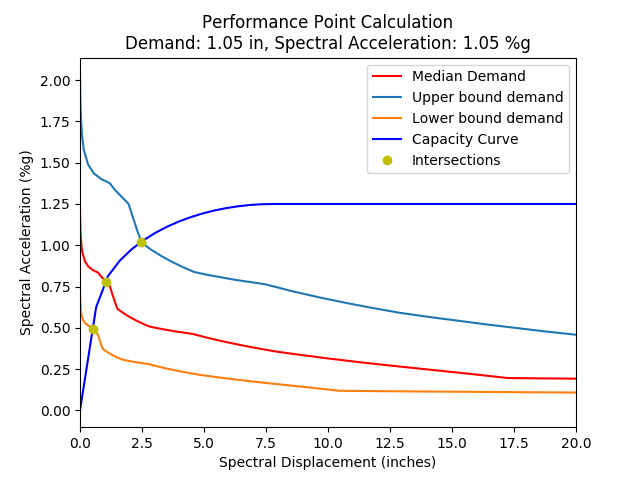 Performance Point Calculation
Demand: 1.05 in, Spectral Acceleration: 1.05 %g
Median Demand
Upper bound demand
Lower bound demand
Capacity Curve
Intersections
Spectral Acceleration (%g)
2.00
1.75
1.50
1.25
1.00
0.75
0.50
0.25
0.00
0.0 2.5 5.0 7.5 10.0 12.5 15.0 17.5 20.0
Spectral Displacement (inches)